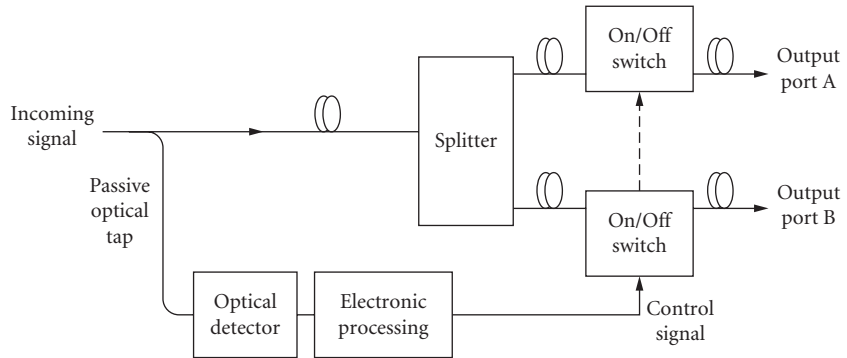 On/Off
switch
Output
port A
Incoming
signal
Splitter
Passive
optical
tap
On/Off
switch
Output
port B
Optical
detector
Electronic
processing
Control
signal